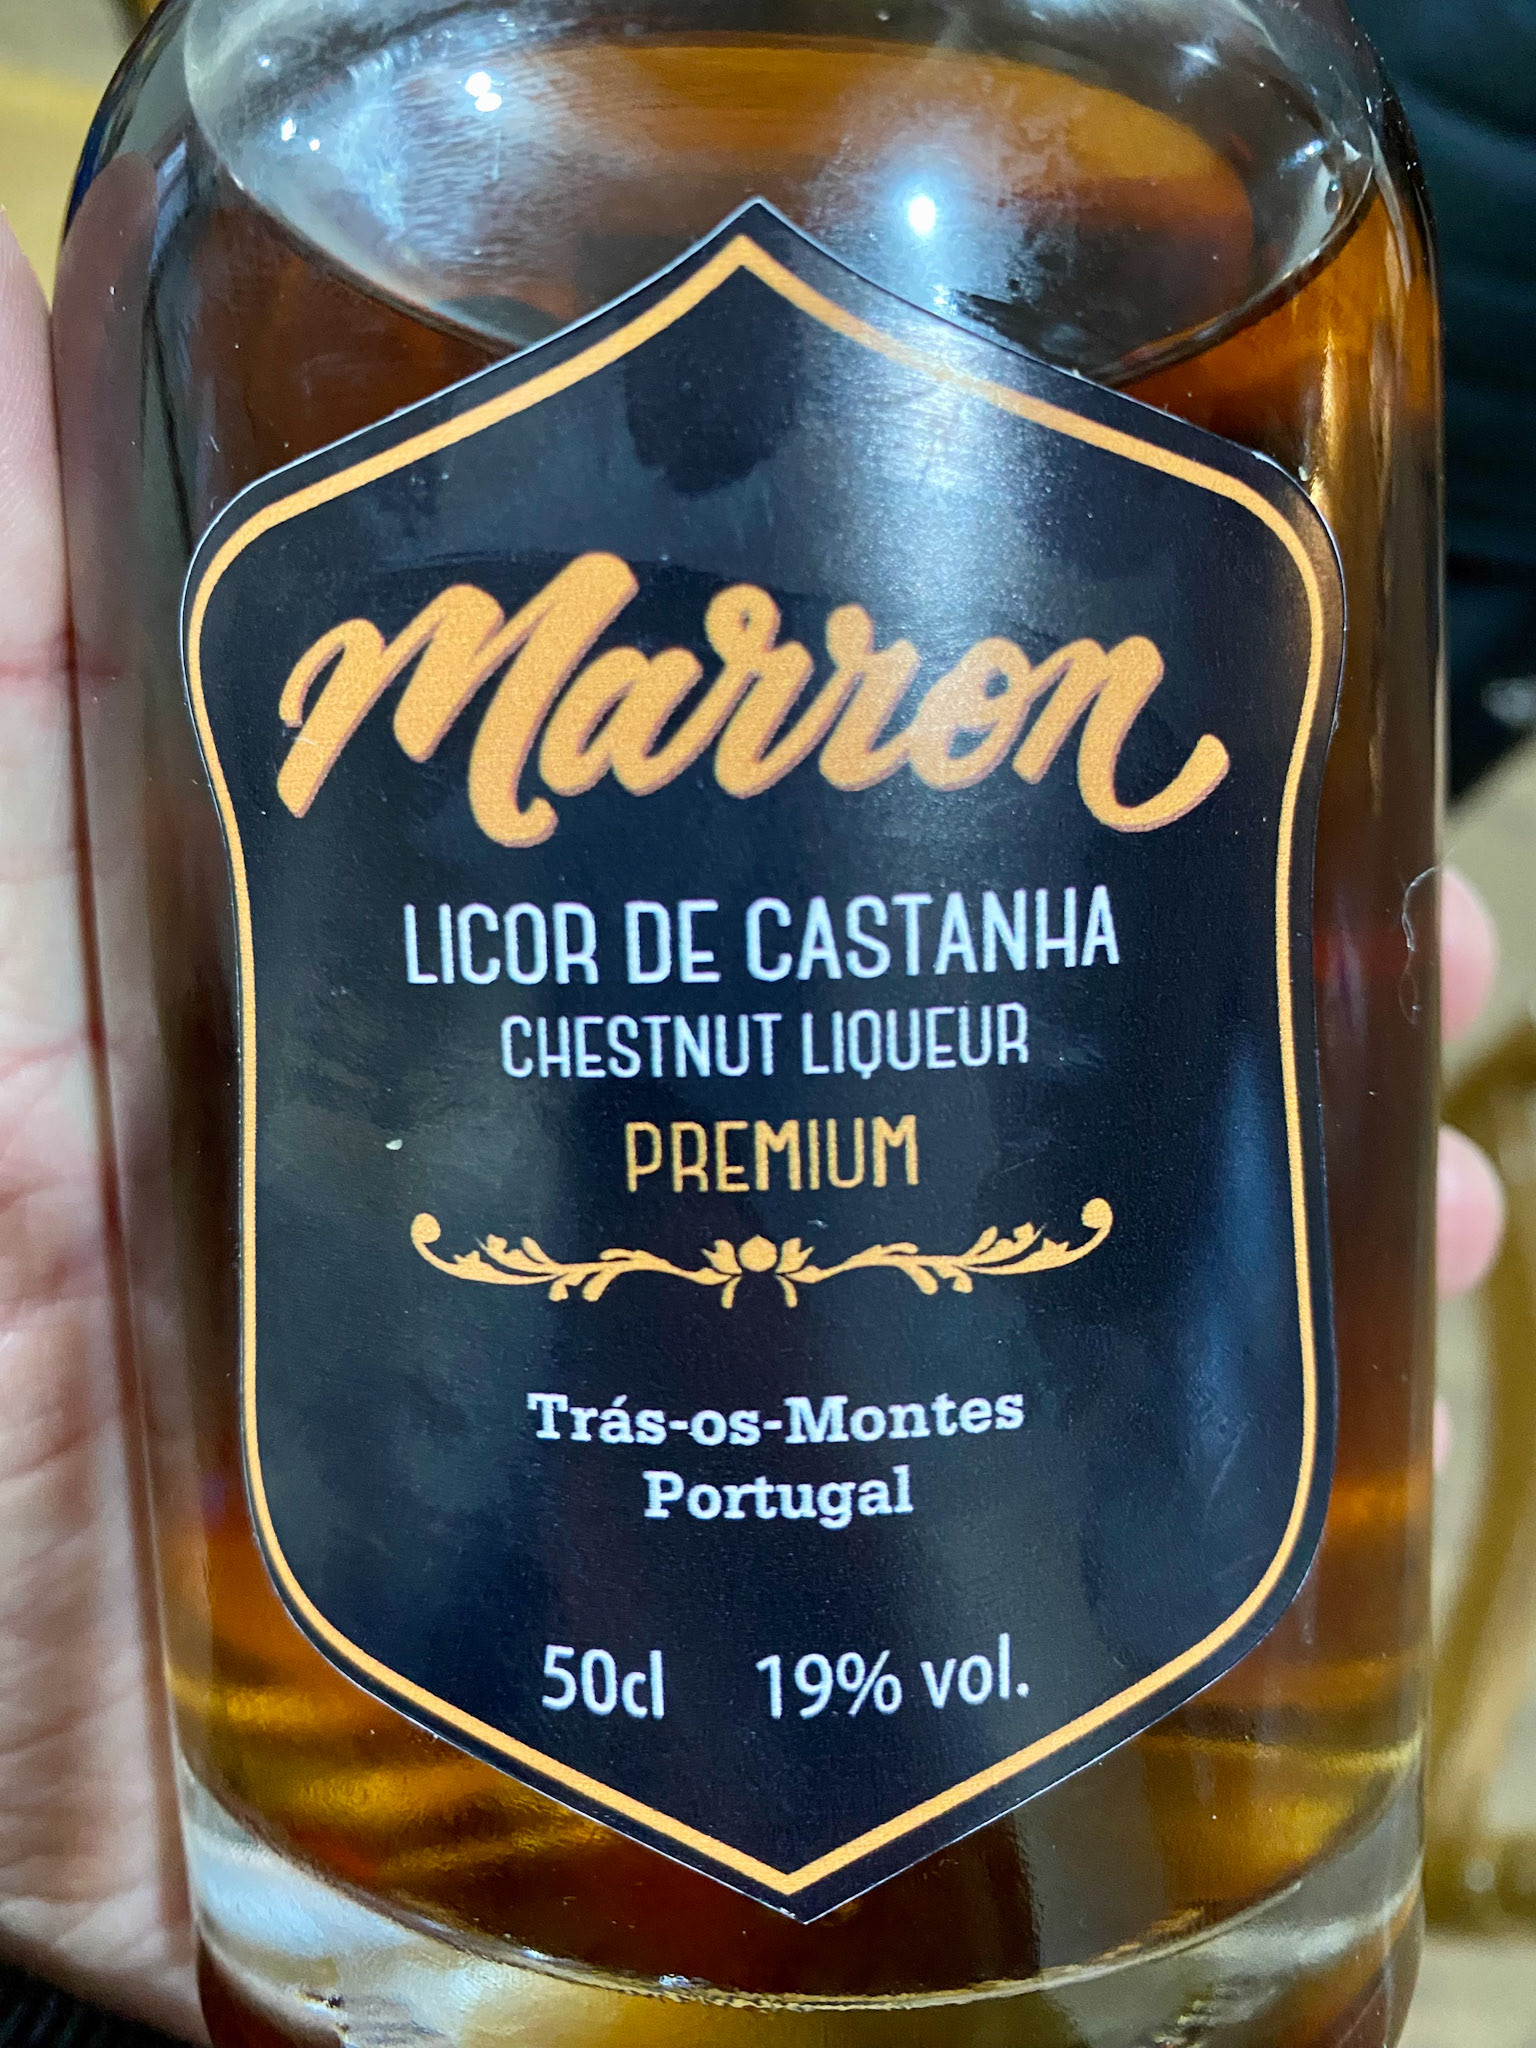 Marron
LICOR DE CASTANHA
CHESTNUT LIQUEUR
PREMIUM
Trás-os-Montes
Portugal
50cl 19% vol.